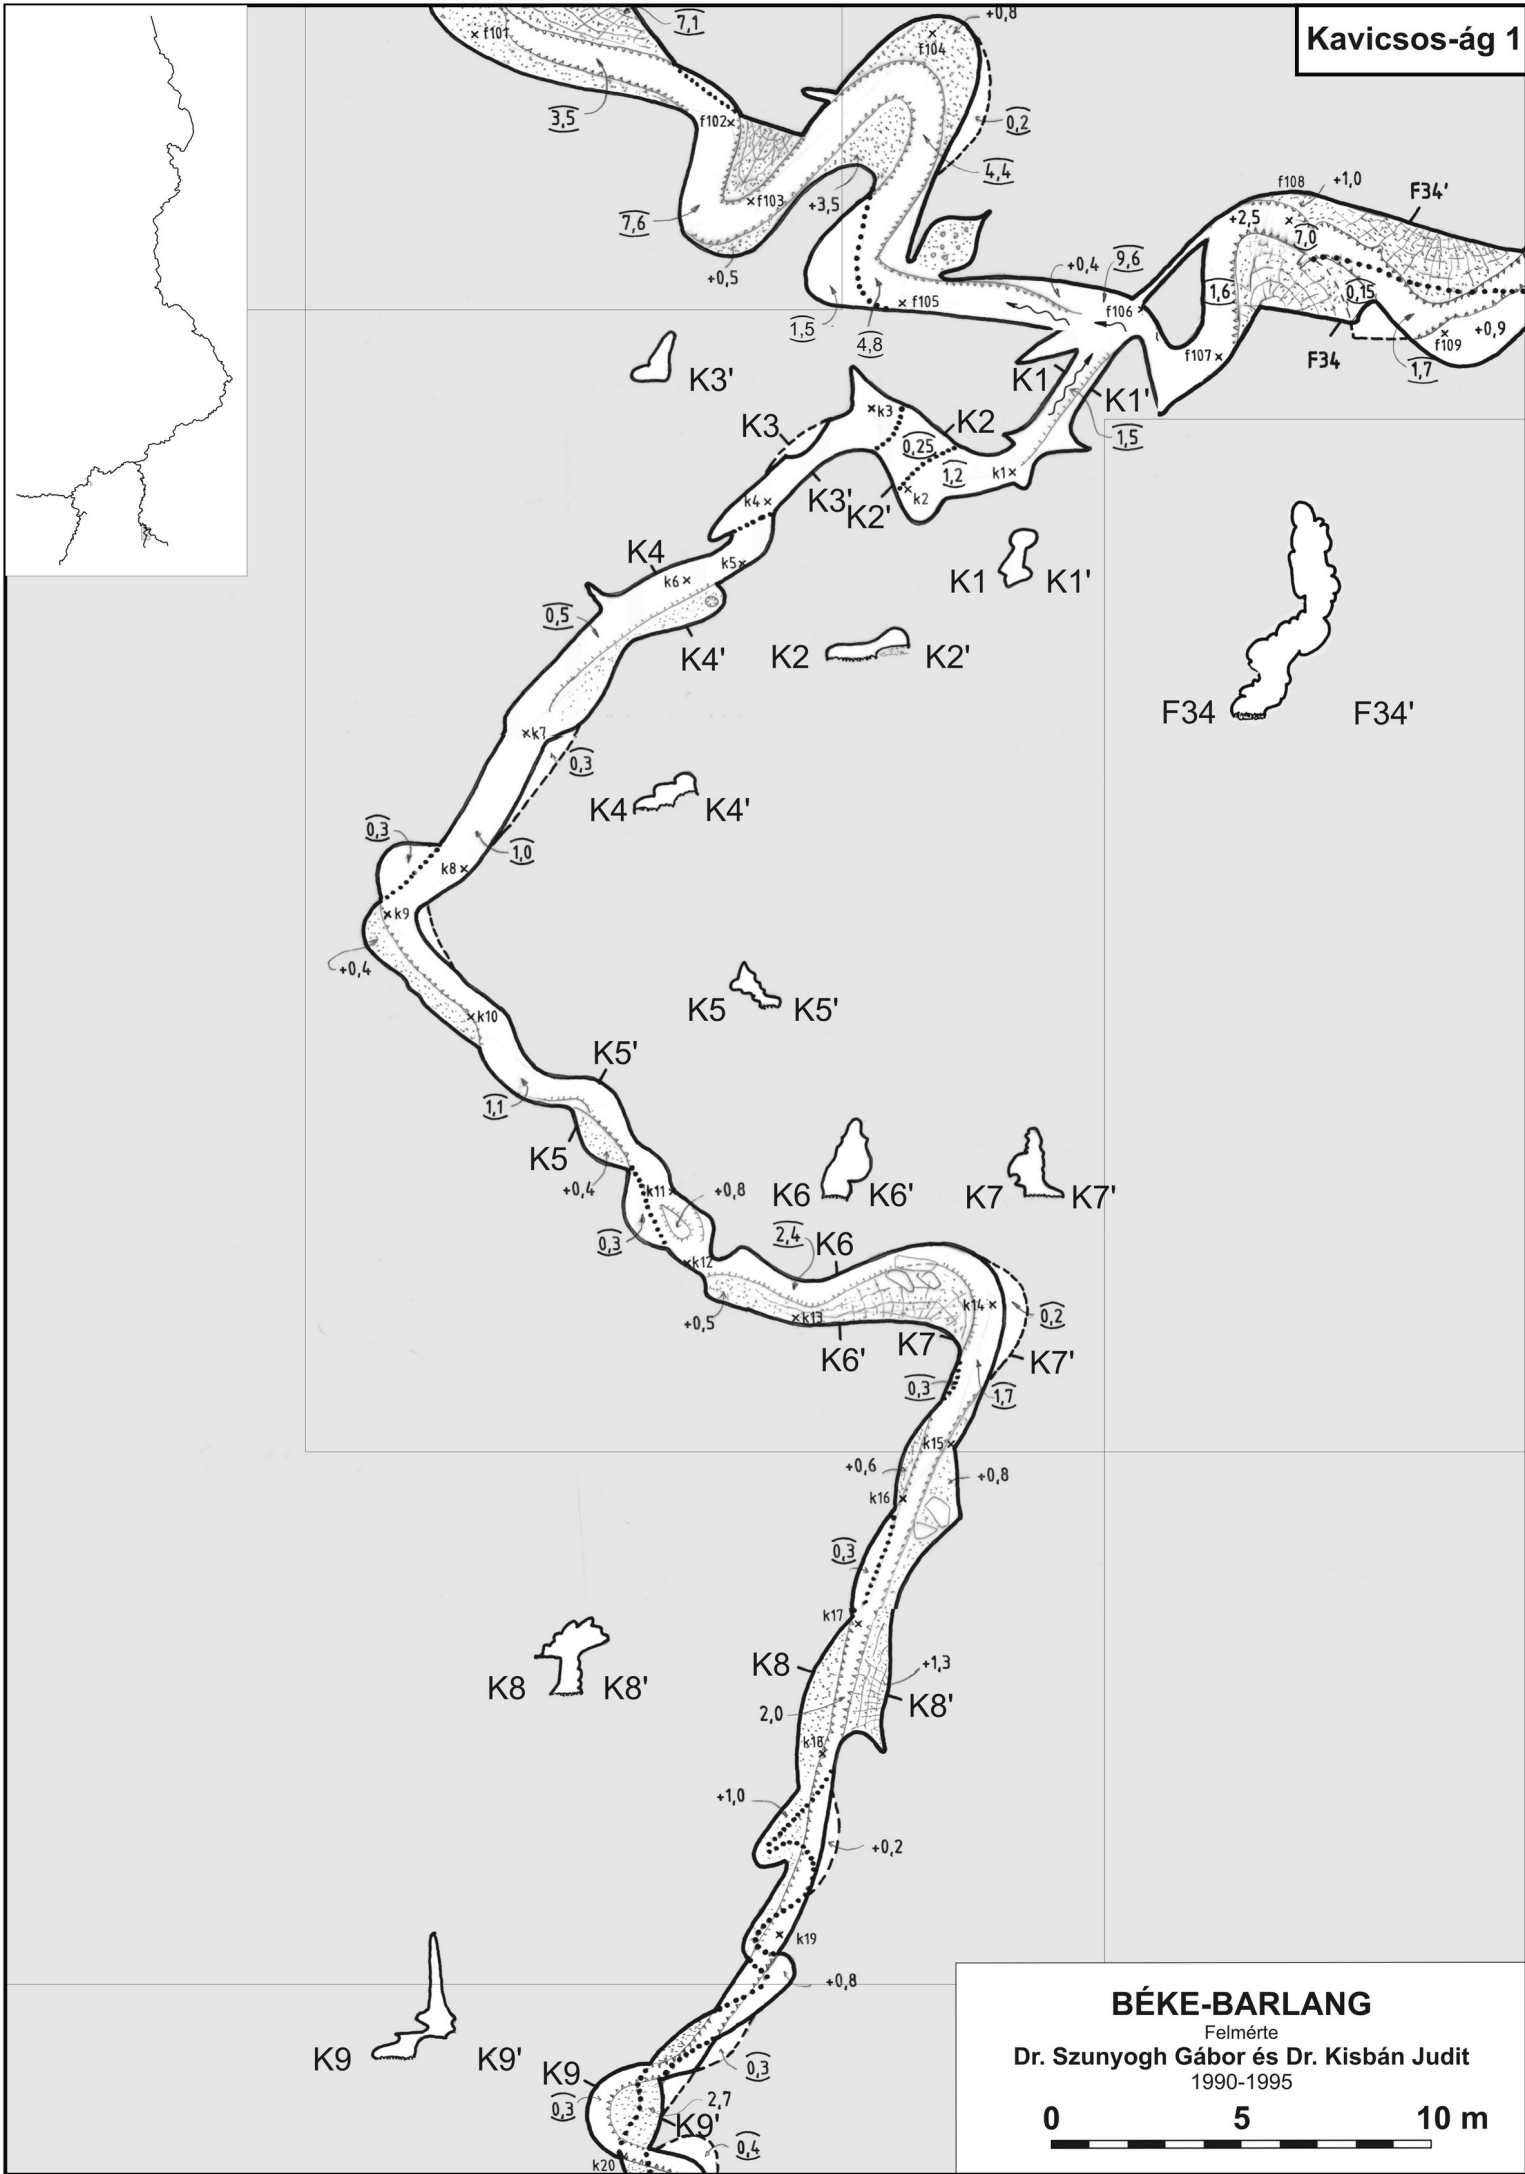 Kavicsos-ág 1
7,1
f101
+0,8
f104
3,5
f102
0,2
4,4
f103
+3,5
7,6
+0,5
f108
+1,0
F34'
+2,5
7,0
+0,4
9,6
1,6
0,15
f105
f106
1,5
4,8
f107
F34
f109
+0,9
1,7
K3'
K1
K1'
K3
k3
K2
1,5
0,25
1,2
k1
k4
K3'
K2'
k2
K4
k5
k6
K1
K1'
0,5
K4'
K2
K2'
F34
F34'
k7
0,3
K4
K4'
0,3
1,0
k8
k9
+0,4
K5
K5'
k10
K5'
1,1
K5
+0,4
k11
+0,8
K6
K6'
K7
K7'
0,3
2,4
K6
k12
k14
0,2
+0,5
k13
K7
K6'
K7'
0,3
1,7
k15
+0,6
+0,8
k16
0,3
k17
K8
+1,3
K8
K8'
K8'
2,0
k18
+1,0
+0,2
k19
+0,8
K9
K9'
K9
0,3
0,3
2,7
K9'
0,4
k20
BÉKE-BARLANG
Felmérte
Dr. Szunyogh Gábor és Dr. Kisbán Judit
1990-1995
0 5 10 m